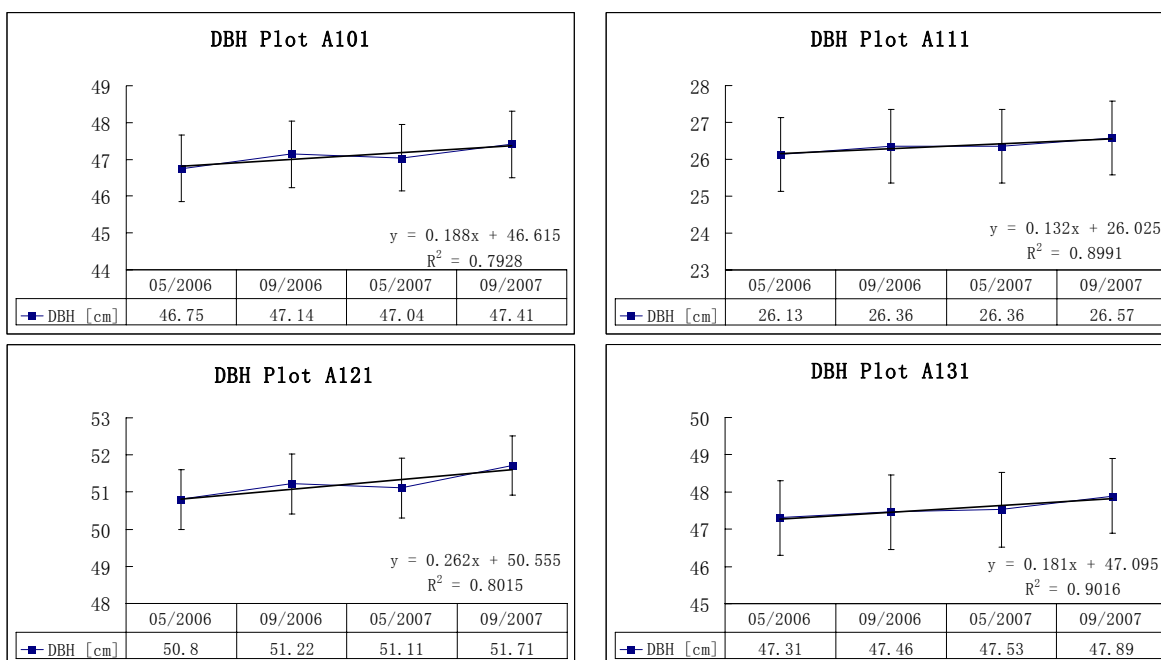 DBH Plot A101
49
48
47
46
45
44
y = 0.188x + 46.615
R² = 0.7928
05/2006 09/2006 05/2007 09/2007
DBH [cm] 46.75 47.14 47.04 47.41
DBH Plot A111
28
27
26
25
24
23
y = 0.132x + 26.025
R² = 0.8991
05/2006 09/2006 05/2007 09/2007
DBH [cm] 26.13 26.36 26.36 26.57
DBH Plot A121
53
52
51
50
49
48
y = 0.262x + 50.555
R² = 0.8015
05/2006 09/2006 05/2007 09/2007
DBH [cm] 50.8 51.22 51.11 51.71
DBH Plot A131
50
49
48
47
46
45
y = 0.181x + 47.095
R² = 0.9016
05/2006 09/2006 05/2007 09/2007
DBH [cm] 47.31 47.46 47.53 47.89